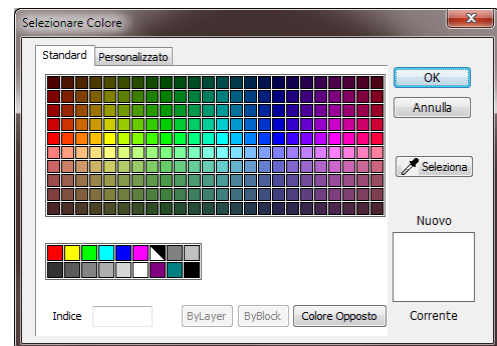 Selezionare Colore
Standard
Personalizzato
OK
Annulla
Seleziona
Nuovo
Indice
ByLayer
ByBlock
Colore Opposto
Corrente